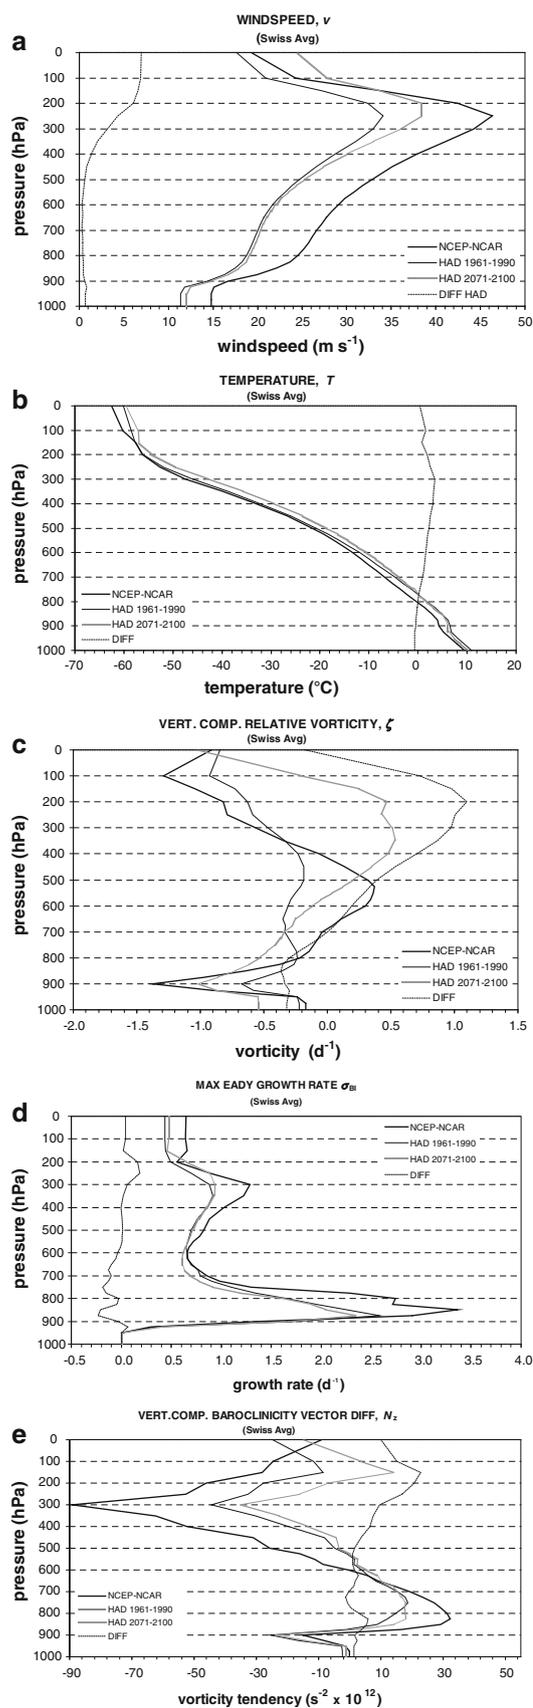 a
WINDSPEED, v
(Swiss Avg)
pressure (hPa)
0
100
200
300
400
500
600
700
800
900
1000
NCEP-NCAR
HAD 1961-1990
HAD 2071-2100
DIFF HAD
0 5 10 15 20 25 30 35 40 45 50
windspeed (m s⁻¹)
b
TEMPERATURE, T
(Swiss Avg)
pressure (hPa)
0
100
200
300
400
500
600
700
800
900
1000
NCEP-NCAR
HAD 1961-1990
HAD 2071-2100
DIFF
-70 -60 -50 -40 -30 -20 -10 0 10 20
temperature (°C)
c
VERT. COMP. RELATIVE VORTICITY, ζ
(Swiss Avg)
pressure (hPa)
0
100
200
300
400
500
600
700
800
900
1000
NCEP-NCAR
HAD 1961-1990
HAD 2071-2100
DIFF
-2.0 -1.5 -1.0 -0.5 0.0 0.5 1.0 1.5
vorticity (d⁻¹)
d
MAX EADY GROWTH RATE σBI
(Swiss Avg)
pressure (hPa)
0
100
200
300
400
500
600
700
800
900
1000
NCEP-NCAR
HAD 1961-1990
HAD 2071-2100
DIFF
-0.5 0.0 0.5 1.0 1.5 2.0 2.5 3.0 3.5 4.0
growth rate (d⁻¹)
e
VERT.COMP. BAROCLINICITY VECTOR DIFF, Nz
(Swiss Avg)
pressure (hPa)
0
100
200
300
400
500
600
700
800
900
1000
NCEP-NCAR
HAD 1961-1990
HAD 2071-2100
DIFF
-90 -70 -50 -30 -10 10 30 50
vorticity tendency (s⁻² x 10¹²)